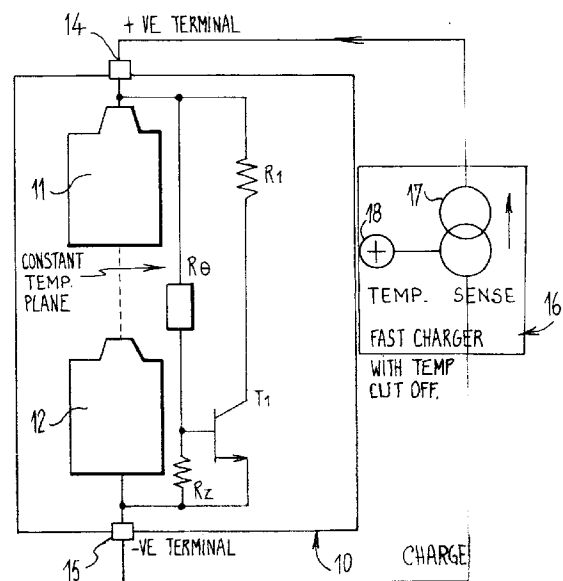 14
+ VE TERMINAL
11
R1
17
18
CONSTANT
TEMP.
PLANE
Rθ
TEMP. SENSE
16
FAST CHARGER
WITH TEMP
CUT OFF.
12
T1
Rz
15
-VE TERMINAL
10
CHARGE